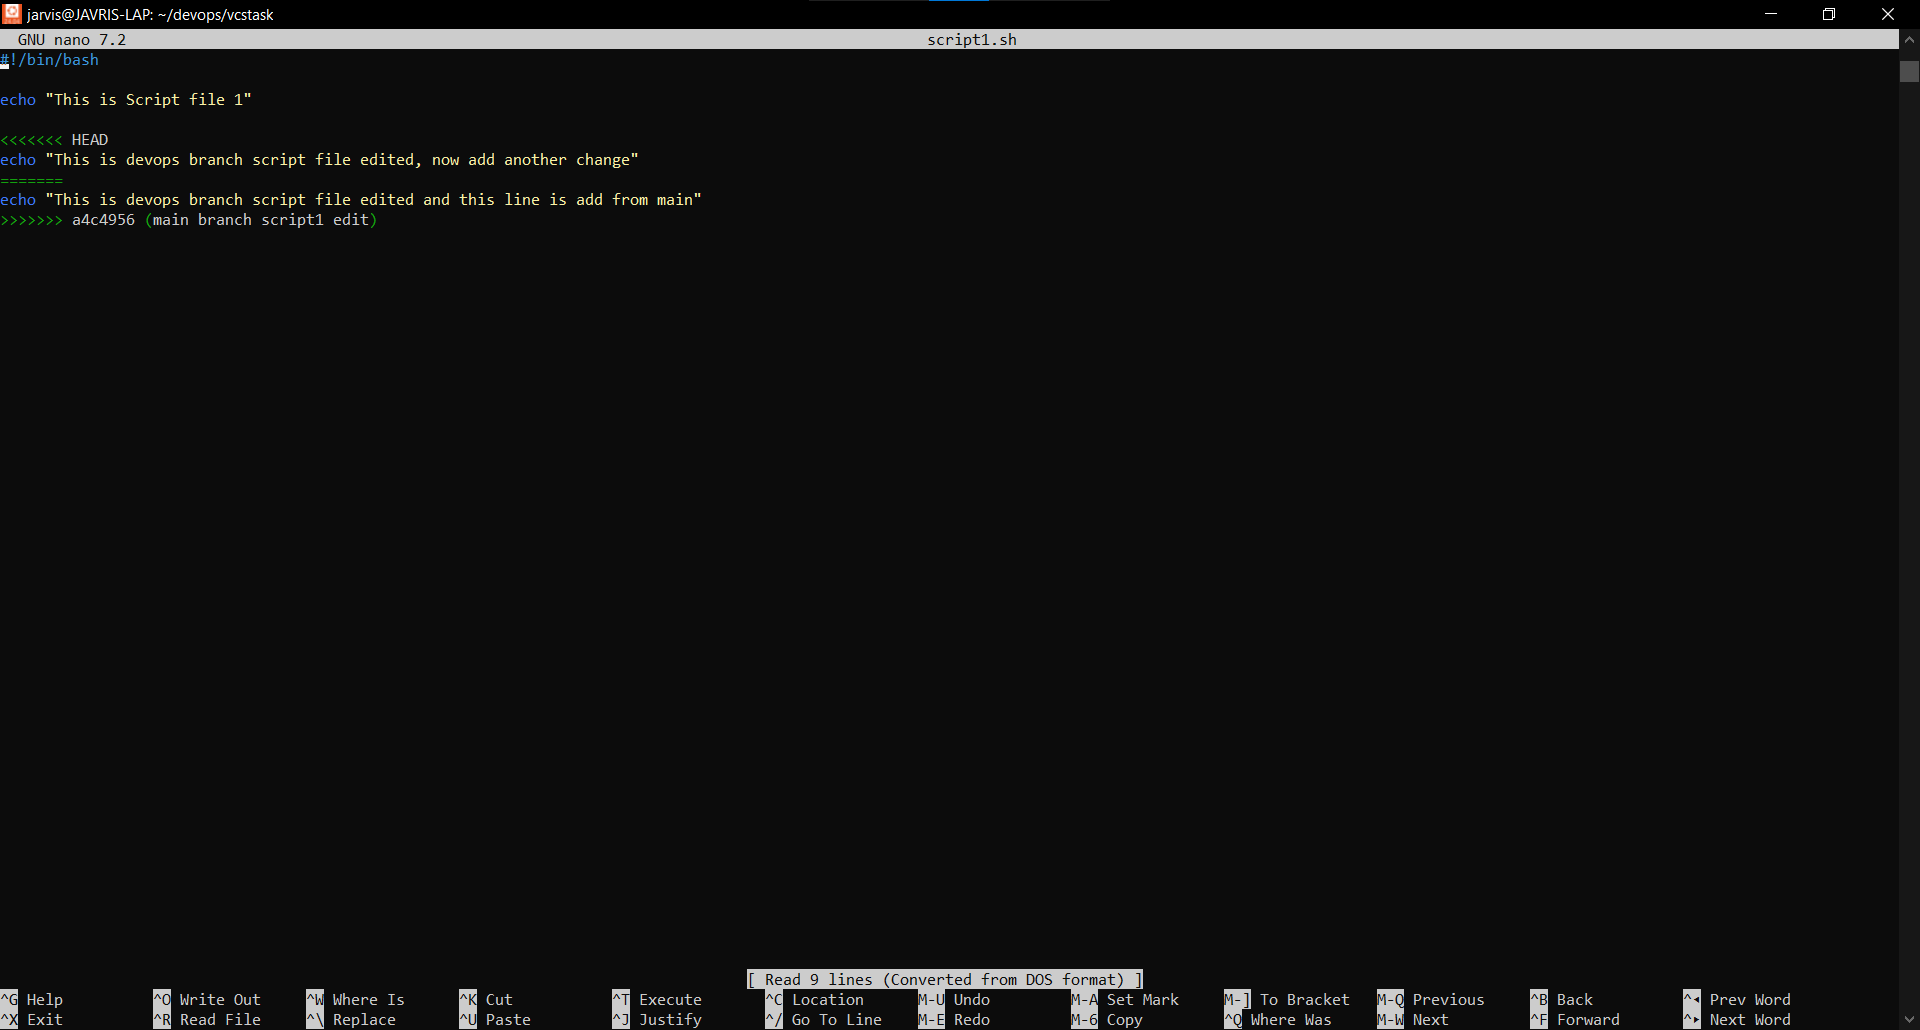 jarvis@JAVRIS-LAP: ~/devops/vcstask
GNU nano 7.2 script1.sh
#!/bin/bash
echo "This is Script file 1"
<<<<<<< HEAD
echo "This is devops branch script file edited, now add another change"
=======
echo "This is devops branch script file edited and this line is add from main"
>>>>>>> a4c4956 (main branch script1 edit)
[ Read 9 lines (Converted from DOS format) ]
^G Help ^O Write Out ^W Where Is ^K Cut ^T Execute ^C Location M-U Undo M-A Set Mark M-] To Bracket M-Q Previous ^B Back ^◂ Prev Word
^X Exit ^R Read File ^\ Replace ^U Paste ^J Justify ^/ Go To Line M-E Redo M-6 Copy ^Q Where Was M-W Next ^F Forward ^▸ Next Word